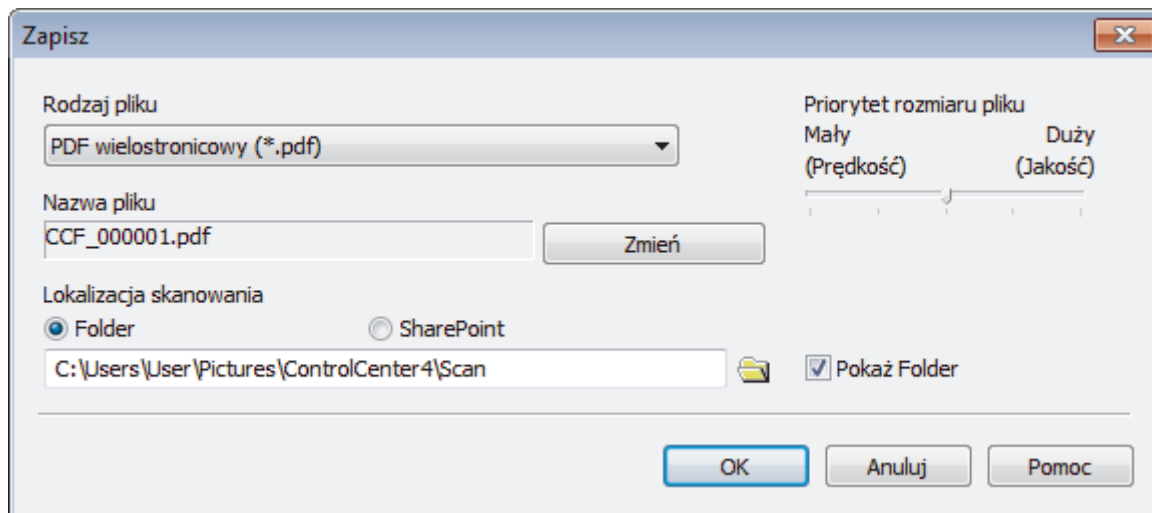 Zapisz
Rodzaj pliku
PDF wielostronicowy (*.pdf)
Priorytet rozmiaru pliku
Mały Duży
(Prędkość) (Jakość)
Nazwa pliku
CCF_000001.pdf
Zmień
Lokalizacja skanowania
Folder SharePoint
C:\Users\User\Pictures\ControlCenter4\Scan
Pokaż Folder
OK Anuluj Pomoc